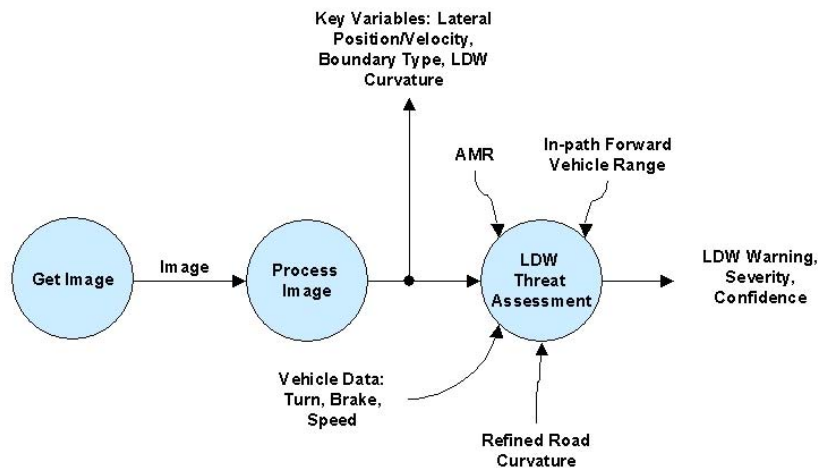 Key Variables: Lateral
Position/Velocity,
Boundary Type, LDW
Curvature
AMR
In-path Forward
Vehicle Range
Get Image
Image
Process
Image
LDW
Threat
Assessment
LDW Warning,
Severity,
Confidence
Vehicle Data:
Turn, Brake,
Speed
Refined Road
Curvature